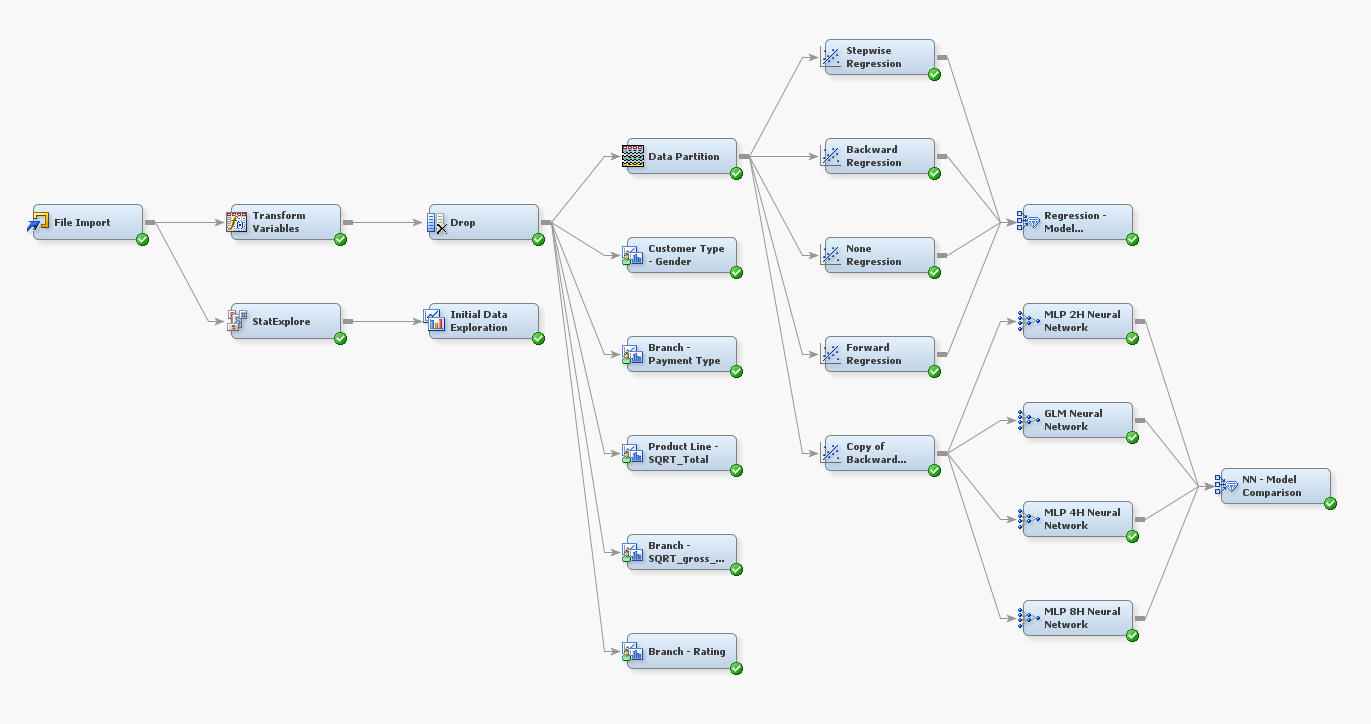 File Import
Transform
Variables
Drop
StatExplore
Initial Data
Exploration
Data Partition
Customer Type
- Gender
Branch -
Payment Type
Product Line -
SQRT_Total
Branch -
SQRT_gross_...
Branch - Rating
Stepwise
Regression
Backward
Regression
None
Regression
Forward
Regression
Copy of
Backward...
Regression -
Model...
MLP 2H Neural
Network
GLM Neural
Network
MLP 4H Neural
Network
MLP 8H Neural
Network
NN - Model
Comparison